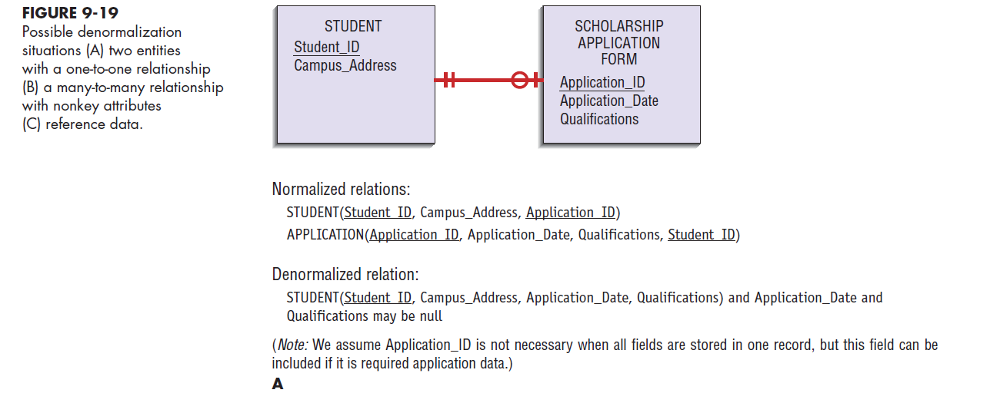 FIGURE 9-19
Possible denormalization
situations (A) two entities
with a one-to-one relationship
(B) a many-to-many relationship
with nonkey attributes
(C) reference data.
STUDENT
Student_ID
Campus_Address
SCHOLARSHIP
APPLICATION
FORM
Application_ID
Application_Date
Qualifications
Normalized relations:
STUDENT(Student_ID, Campus_Address, Application_ID)
APPLICATION(Application_ID, Application_Date, Qualifications, Student_ID)
Denormalized relation:
STUDENT(Student_ID, Campus_Address, Application_Date, Qualifications) and Application_Date and
Qualifications may be null
(Note: We assume Application_ID is not necessary when all fields are stored in one record, but this field can be
included if it is required application data.)
A